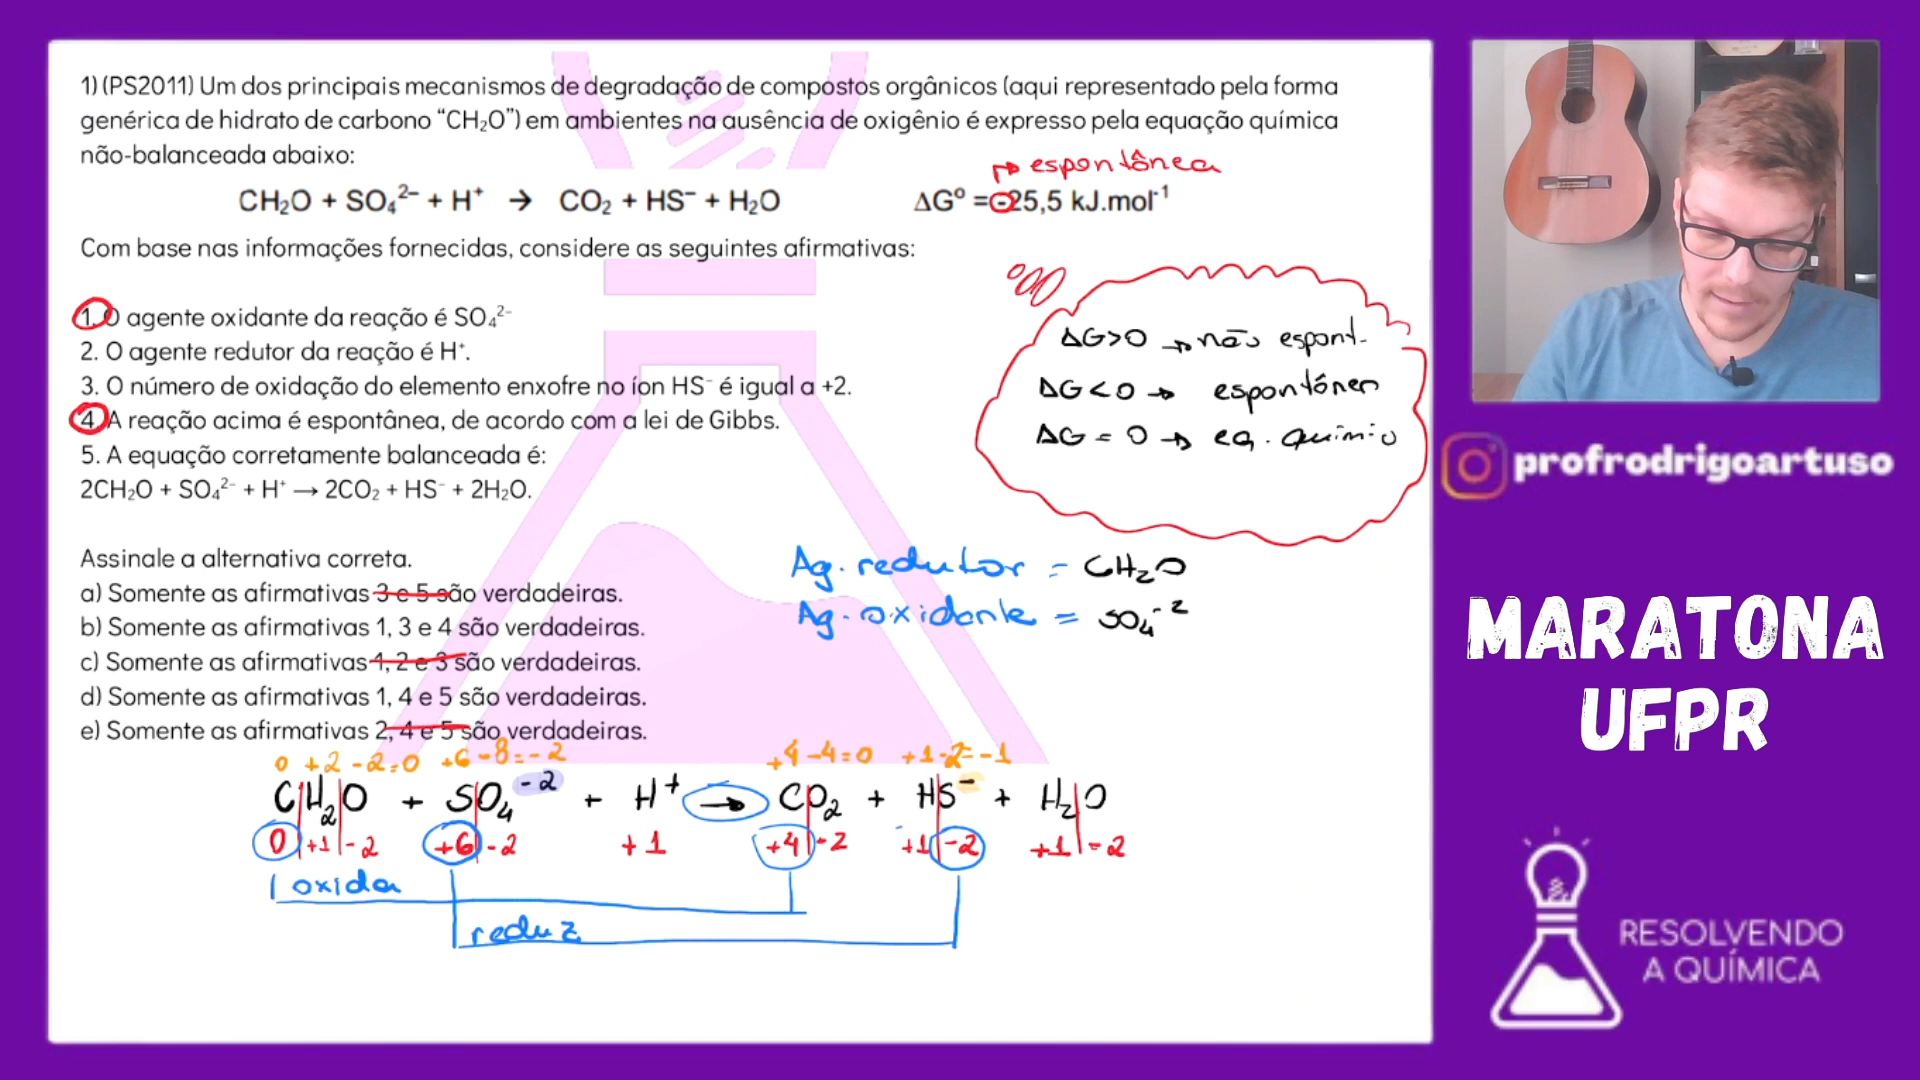 1) (PS2011) Um dos principais mecanismos de degradação de compostos orgânicos (aqui representado pela forma
genérica de hidrato de carbono “CH₂O”) em ambientes na ausência de oxigênio é expresso pela equação química
não-balanceada abaixo:
↱ espontânea
CH₂O + SO₄²⁻ + H⁺ → CO₂ + HS⁻ + H₂O ΔGº = -25,5 kJ.mol⁻¹
Com base nas informações fornecidas, considere as seguintes afirmativas:
1. O agente oxidante da reação é SO₄²⁻
2. O agente redutor da reação é H⁺.
3. O número de oxidação do elemento enxofre no íon HS⁻ é igual a +2.
4. A reação acima é espontânea, de acordo com a lei de Gibbs.
5. A equação corretamente balanceada é:
2CH₂O + SO₄²⁻ + H⁺ → 2CO₂ + HS⁻ + 2H₂O.
ΔG>0 → não espont.
ΔG<0 → espontânea
ΔG = 0 → eq. químio
Assinale a alternativa correta.
a) Somente as afirmativas 3 e 5 são verdadeiras.
b) Somente as afirmativas 1, 3 e 4 são verdadeiras.
c) Somente as afirmativas 1, 2 e 3 são verdadeiras.
d) Somente as afirmativas 1, 4 e 5 são verdadeiras.
e) Somente as afirmativas 2, 4 e 5 são verdadeiras.
Ag. redutor = CH₂O
Ag. oxidante = SO₄⁻²
0 +2 -2=0 +6-8=-2 +4-4=0 +1-2=-1
CH₂O + SO₄⁻² + H⁺ → CO₂ + HS⁻ + H₂O
0 +1 -2 +6 -2 +1 +4 -2 +1 -2 +1 -2
oxida
reduz
profrodrigoartuso
MARATONA
UFPR
RESOLVENDO
A QUÍMICA